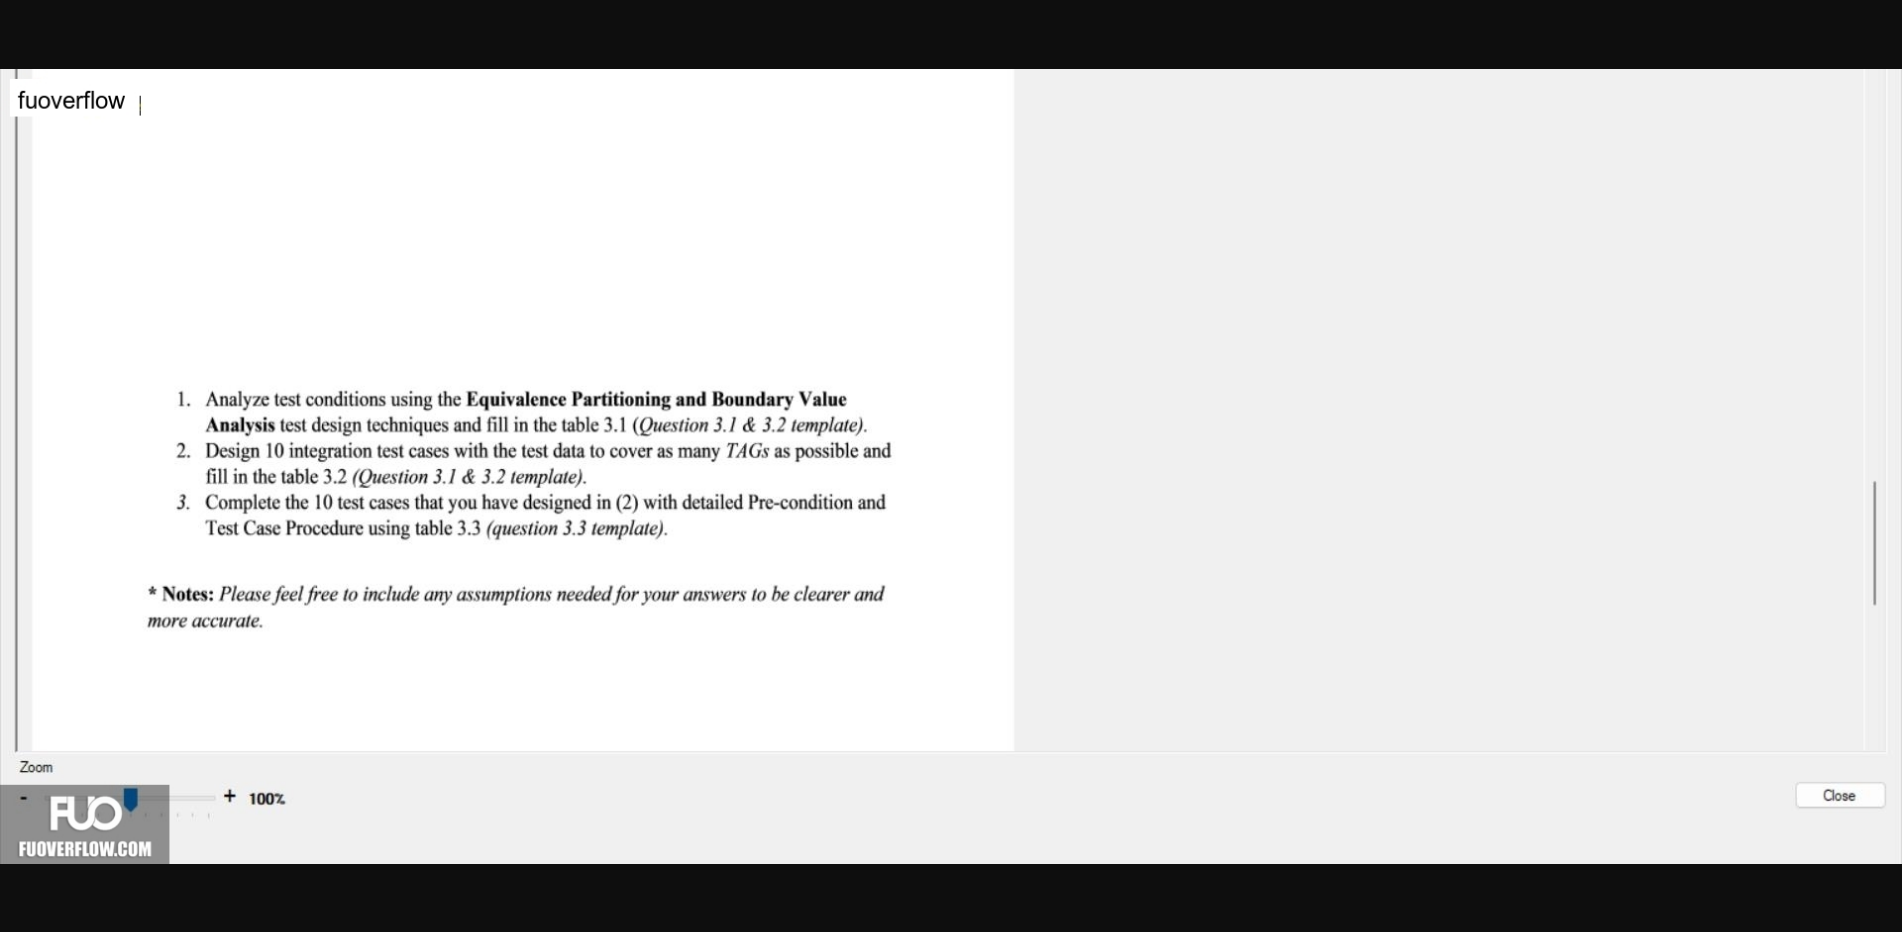 fuoverflow
1. Analyze test conditions using the Equivalence Partitioning and Boundary Value
Analysis test design techniques and fill in the table 3.1 (Question 3.1 & 3.2 template).
2. Design 10 integration test cases with the test data to cover as many TAGs as possible and
fill in the table 3.2 (Question 3.1 & 3.2 template).
3. Complete the 10 test cases that you have designed in (2) with detailed Pre-condition and
Test Case Procedure using table 3.3 (question 3.3 template).
* Notes: Please feel free to include any assumptions needed for your answers to be clearer and
more accurate.
Zoom
- + 100%
Close
FUO
FUOVERFLOW.COM